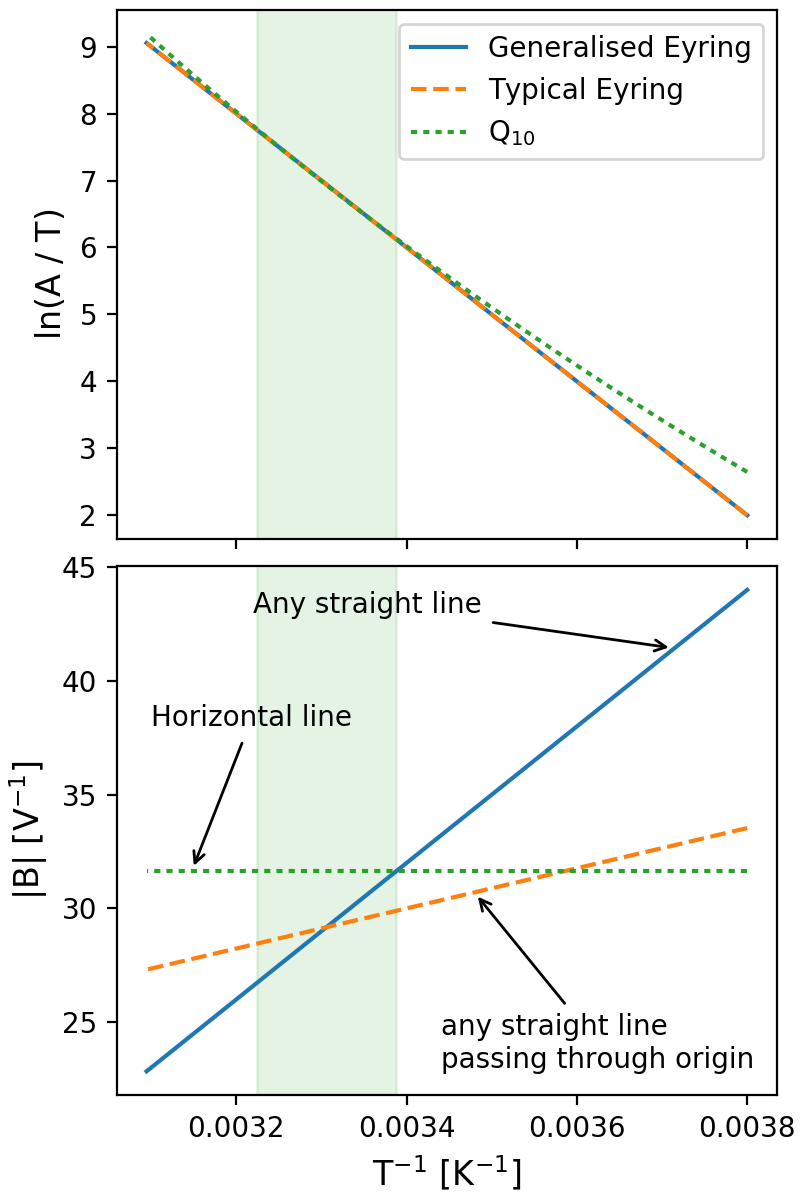 9
8
7
6
5
4
3
2
ln(A / T)
Generalised Eyring
Typical Eyring
Q₁₀
45
40
35
30
25
|B| [V⁻¹]
Any straight line
Horizontal line
any straight line
passing through origin
0.0032 0.0034 0.0036 0.0038
T⁻¹ [K⁻¹]